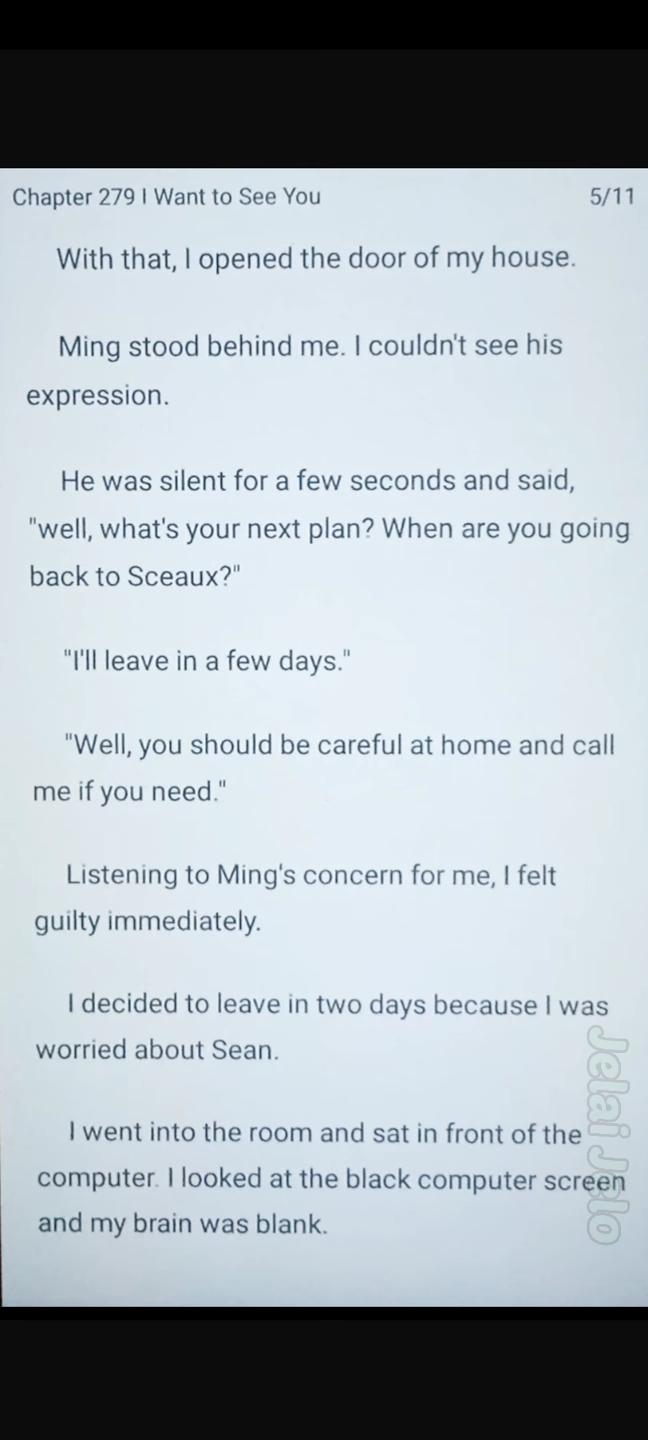 Chapter 279 I Want to See You 5/11
With that, I opened the door of my house.
Ming stood behind me. I couldn't see his
expression.
He was silent for a few seconds and said,
"well, what's your next plan? When are you going
back to Sceaux?"
"I'll leave in a few days."
"Well, you should be careful at home and call
me if you need."
Listening to Ming's concern for me, I felt
guilty immediately.
I decided to leave in two days because I was
worried about Sean.
I went into the room and sat in front of the
computer. I looked at the black computer screen
and my brain was blank.
Jelai Jelo